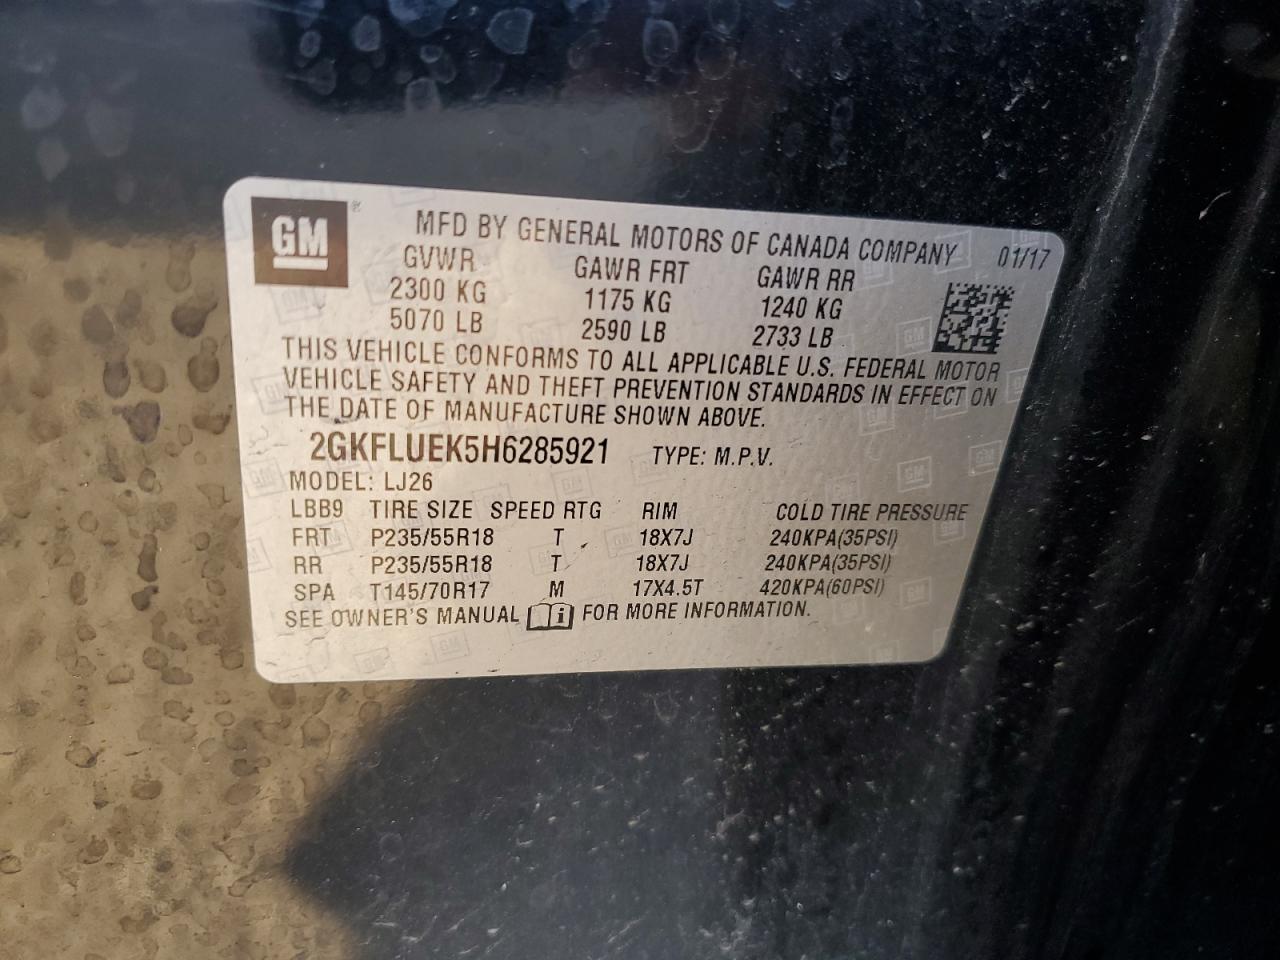 GM ®
MFD BY GENERAL MOTORS OF CANADA COMPANY 01/17
GVWR GAWR FRT GAWR RR
2300 KG 1175 KG 1240 KG
5070 LB 2590 LB 2733 LB
THIS VEHICLE CONFORMS TO ALL APPLICABLE U.S. FEDERAL MOTOR
VEHICLE SAFETY AND THEFT PREVENTION STANDARDS IN EFFECT ON
THE DATE OF MANUFACTURE SHOWN ABOVE.
2GKFLUEK5H6285921 TYPE: M.P.V.
MODEL: LJ26
LBB9 TIRE SIZE SPEED RTG RIM COLD TIRE PRESSURE
FRT P235/55R18 T 18X7J 240KPA(35PSI)
RR P235/55R18 T 18X7J 240KPA(35PSI)
SPA T145/70R17 M 17X4.5T 420KPA(60PSI)
SEE OWNER'S MANUAL i FOR MORE INFORMATION.